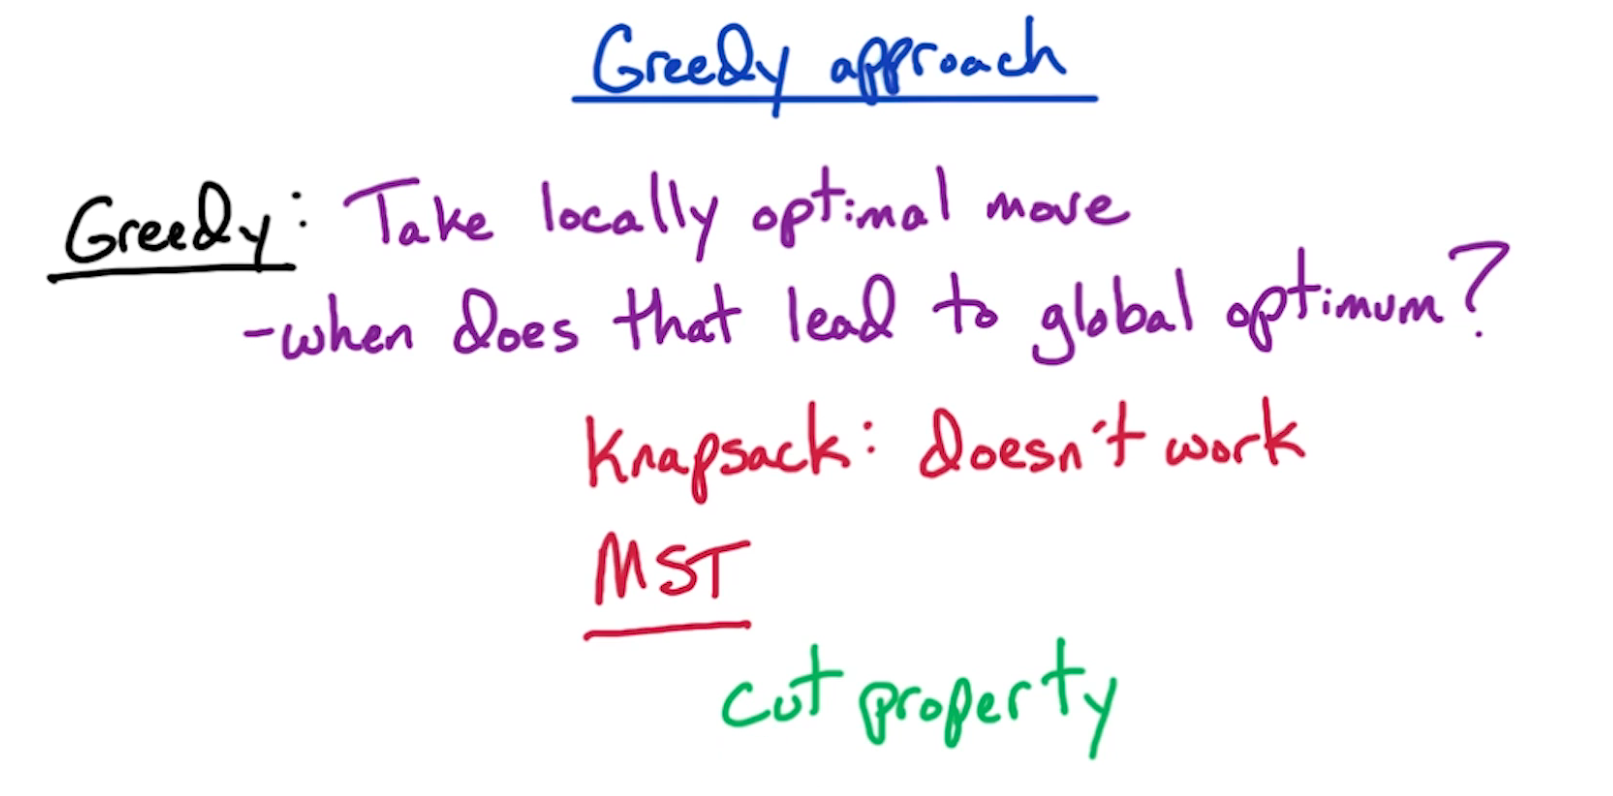 Greedy approach
Greedy: Take locally optimal move
-when does that lead to global optimum?
Knapsack: doesn't work
MST
cut property